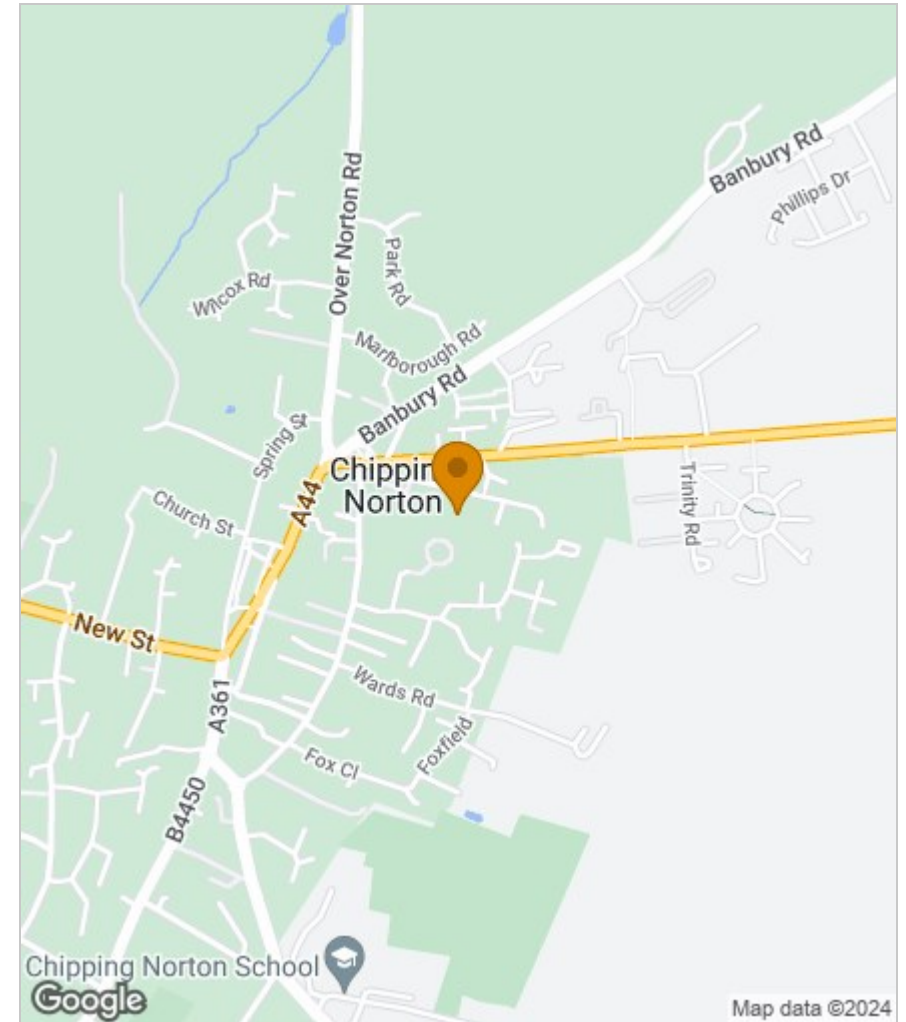 Banbury Rd
Phillips Dr
Over Norton Rd
Park Rd
Wilcox Rd
Marlborough Rd
Banbury Rd
Spring St
Chipping
Norton
A44
Church St
Trinity Rd
New St
Wards Rd
A361
Foxfield
Fox Cl
B4450
Chipping Norton School
Google
Map data ©2024